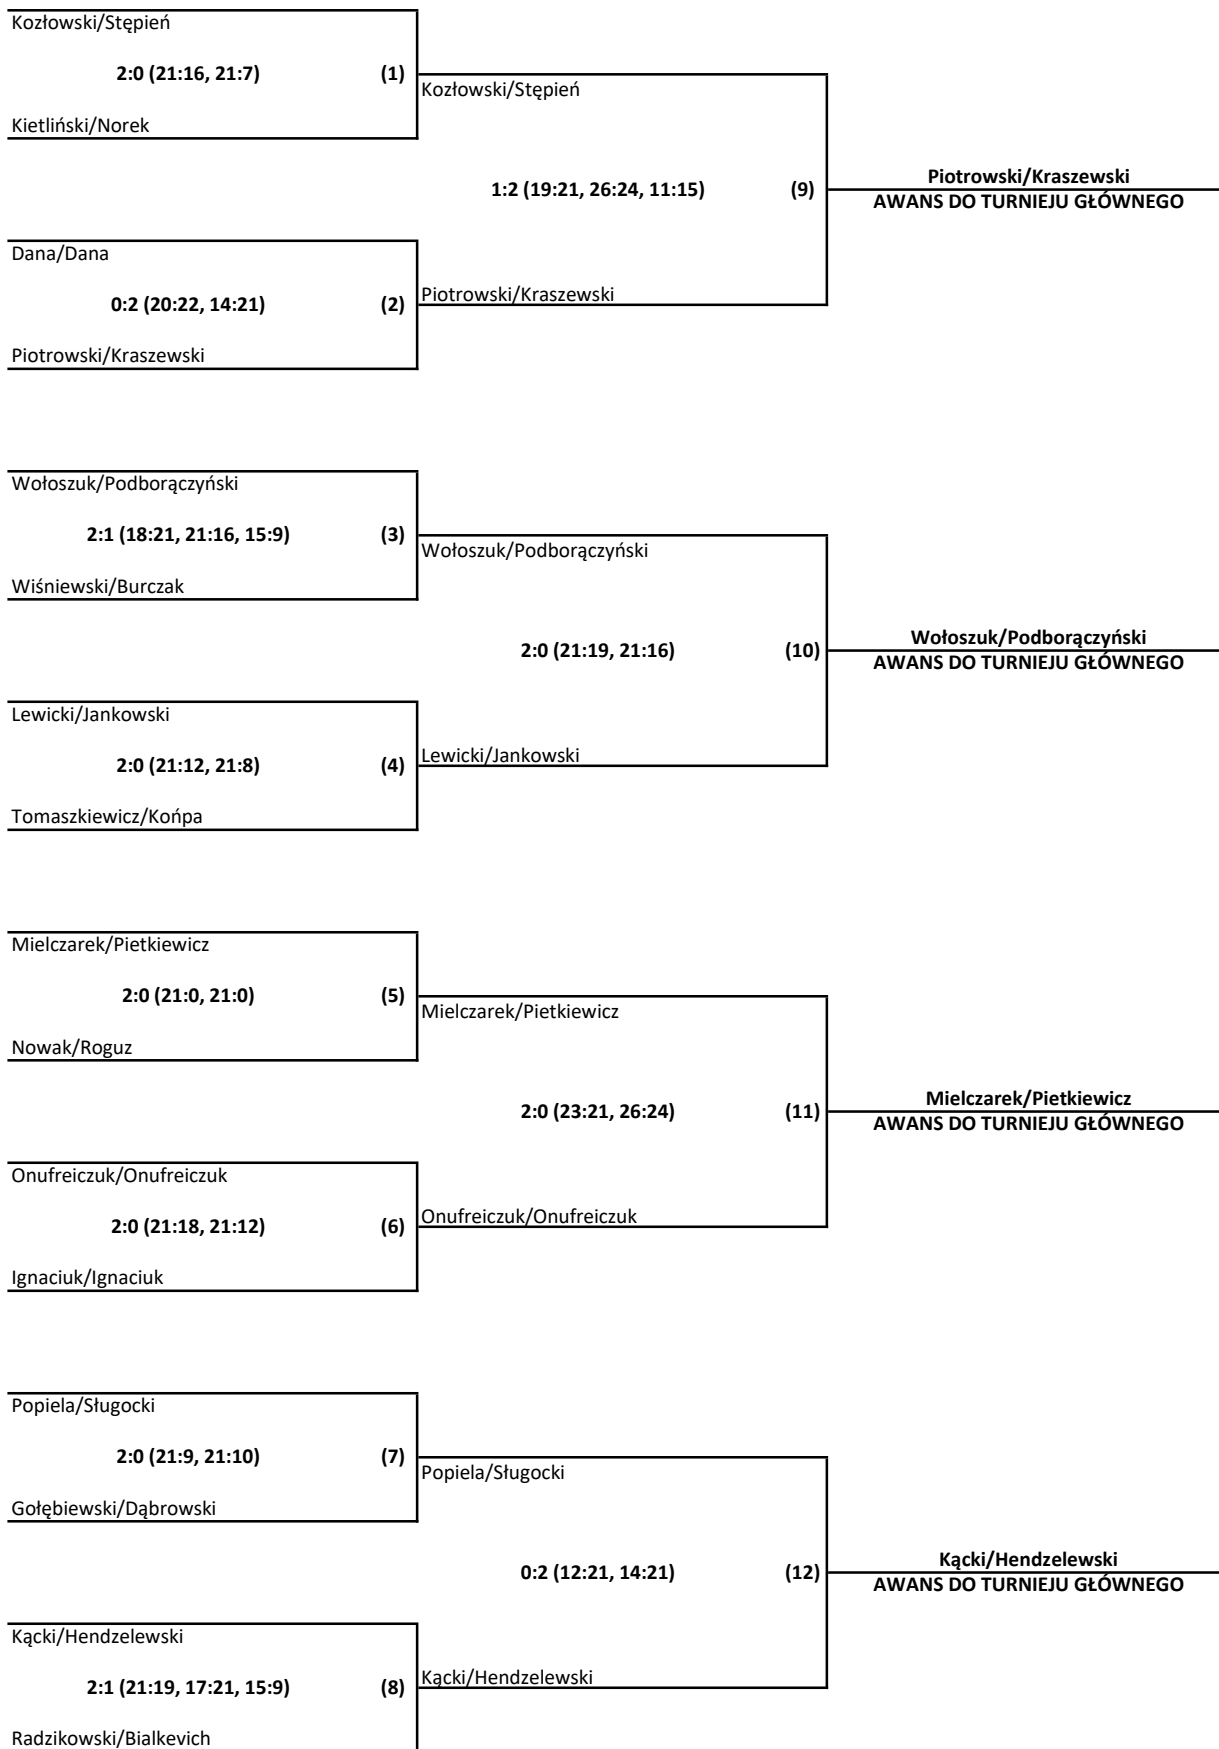 Kozłowski/Stępień
2:0 (21:16, 21:7) (1)
Kozłowski/Stępień
Kietliński/Norek
1:2 (19:21, 26:24, 11:15) (9)
Piotrowski/Kraszewski
AWANS DO TURNIEJU GŁÓWNEGO
Dana/Dana
0:2 (20:22, 14:21) (2)
Piotrowski/Kraszewski
Piotrowski/Kraszewski
Wołoszuk/Podborączyński
2:1 (18:21, 21:16, 15:9) (3)
Wołoszuk/Podborączyński
Wiśniewski/Burczak
2:0 (21:19, 21:16) (10)
Wołoszuk/Podborączyński
AWANS DO TURNIEJU GŁÓWNEGO
Lewicki/Jankowski
2:0 (21:12, 21:8) (4)
Lewicki/Jankowski
Tomaszkiewicz/Końpa
Mielczarek/Pietkiewicz
2:0 (21:0, 21:0) (5)
Mielczarek/Pietkiewicz
Nowak/Roguz
2:0 (23:21, 26:24) (11)
Mielczarek/Pietkiewicz
AWANS DO TURNIEJU GŁÓWNEGO
Onufreiczuk/Onufreiczuk
2:0 (21:18, 21:12) (6)
Onufreiczuk/Onufreiczuk
Ignaciuk/Ignaciuk
Popiela/Sługocki
2:0 (21:9, 21:10) (7)
Popiela/Sługocki
Gołębiewski/Dąbrowski
0:2 (12:21, 14:21) (12)
Kącki/Hendzelewski
AWANS DO TURNIEJU GŁÓWNEGO
Kącki/Hendzelewski
2:1 (21:19, 17:21, 15:9) (8)
Kącki/Hendzelewski
Radzikowski/Bialkevich